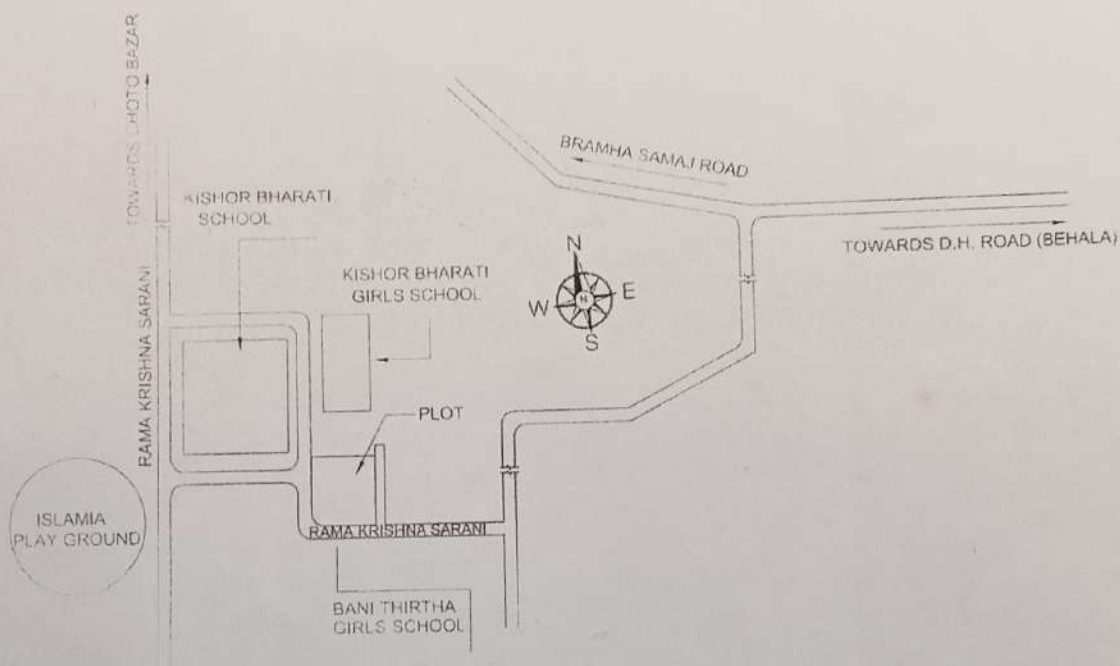 TOWARDS CHOTO BAZAR
BRAMHA SAMAJ ROAD
KISHOR BHARATI
SCHOOL
TOWARDS D.H. ROAD (BEHALA)
KISHOR BHARATI
GIRLS SCHOOL
N
W
N
E
S
RAMA KRISHNA SARANI
PLOT
ISLAMIA
PLAY GROUND
RAMA KRISHNA SARANI
BANI THIRTHA
GIRLS SCHOOL